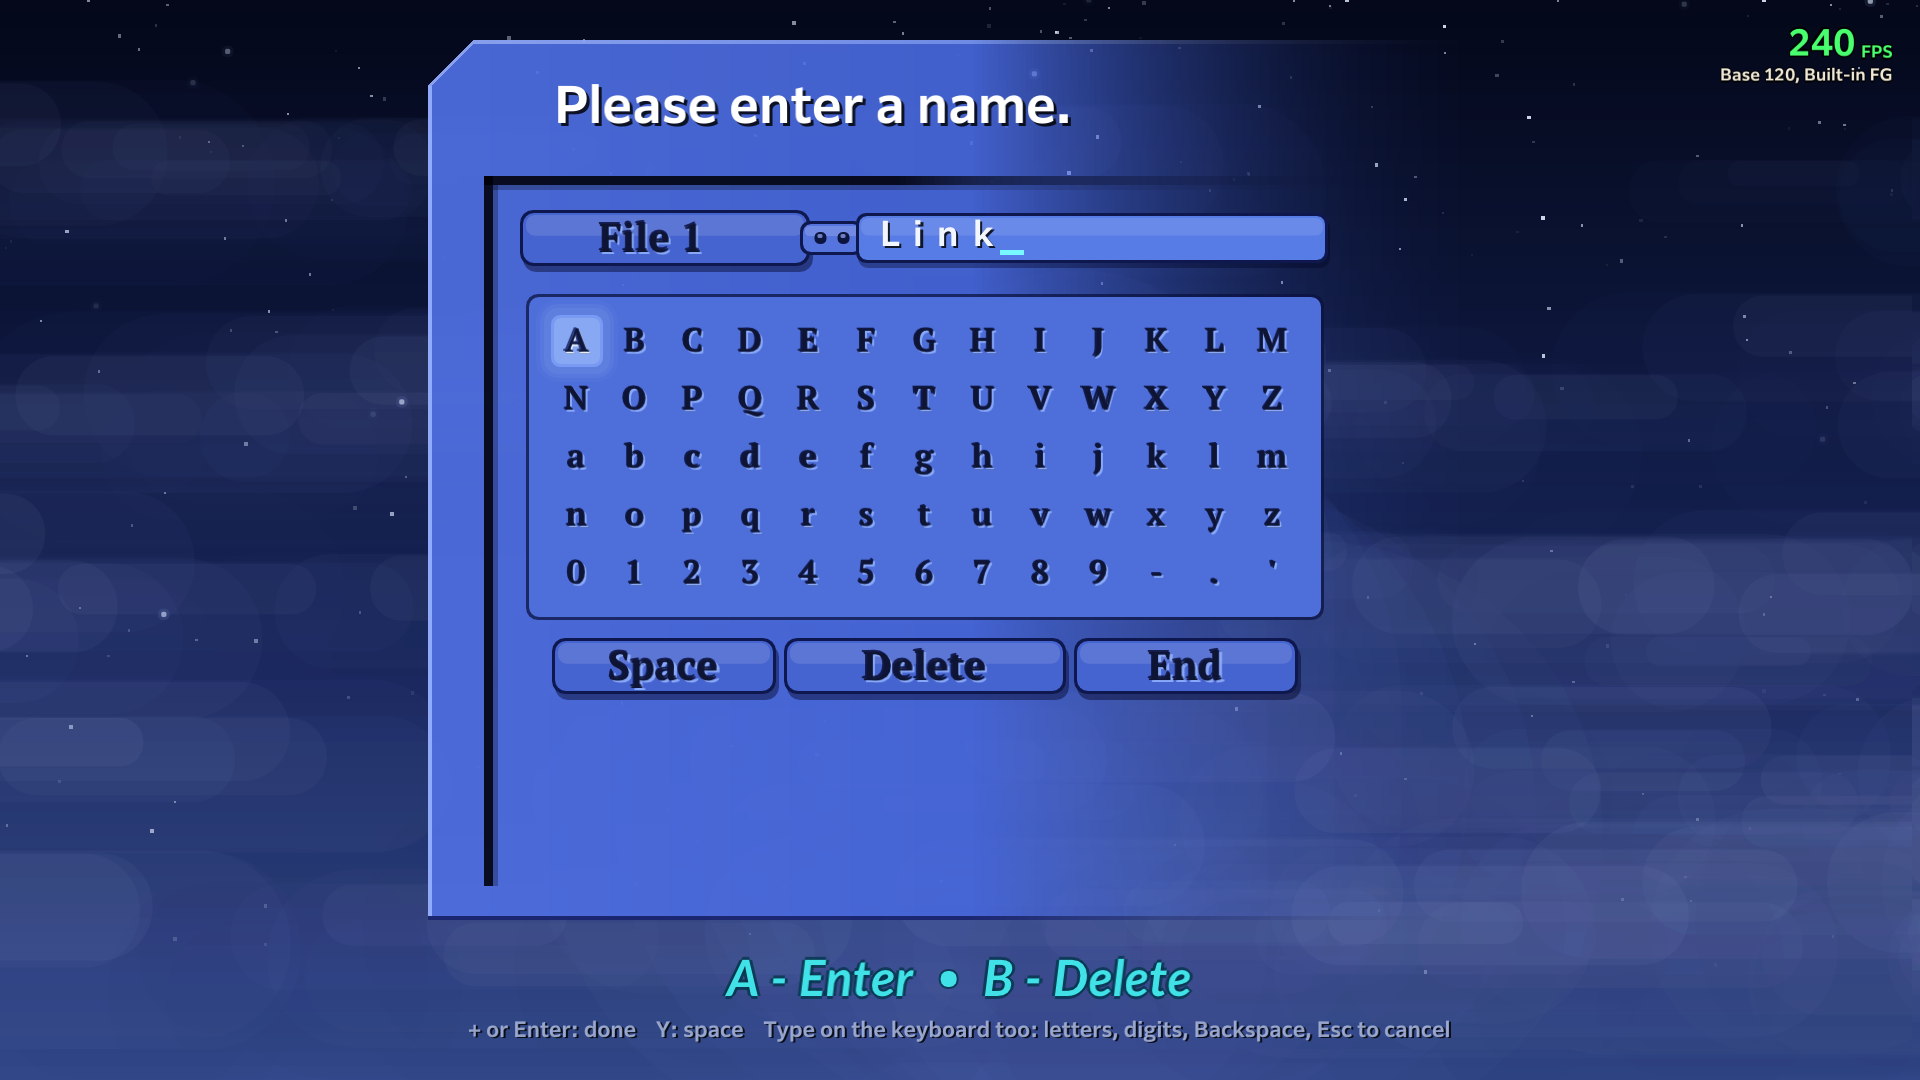 240 FPS
Base 120, Built-in FG
Please enter a name.
File 1
Link_
A B C D E F G H I J K L M
N O P Q R S T U V W X Y Z
a b c d e f g h i j k l m
n o p q r s t u v w x y z
0 1 2 3 4 5 6 7 8 9 - . '
Space Delete End
A - Enter • B - Delete
+ or Enter: done Y: space Type on the keyboard too: letters, digits, Backspace, Esc to cancel